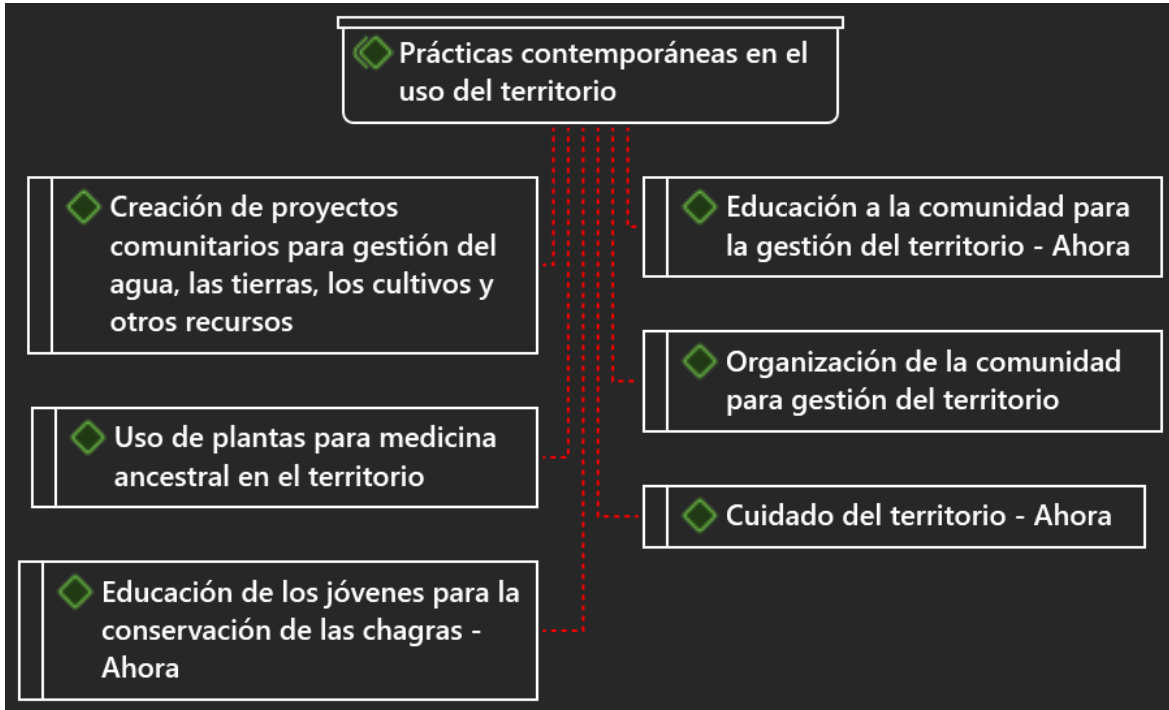 Prácticas contemporáneas en el
uso del territorio
Creación de proyectos
comunitarios para gestión del
agua, las tierras, los cultivos y
otros recursos
Uso de plantas para medicina
ancestral en el territorio
Educación de los jóvenes para la
conservación de las chagras -
Ahora
Educación a la comunidad para
la gestión del territorio - Ahora
Organización de la comunidad
para gestión del territorio
Cuidado del territorio - Ahora